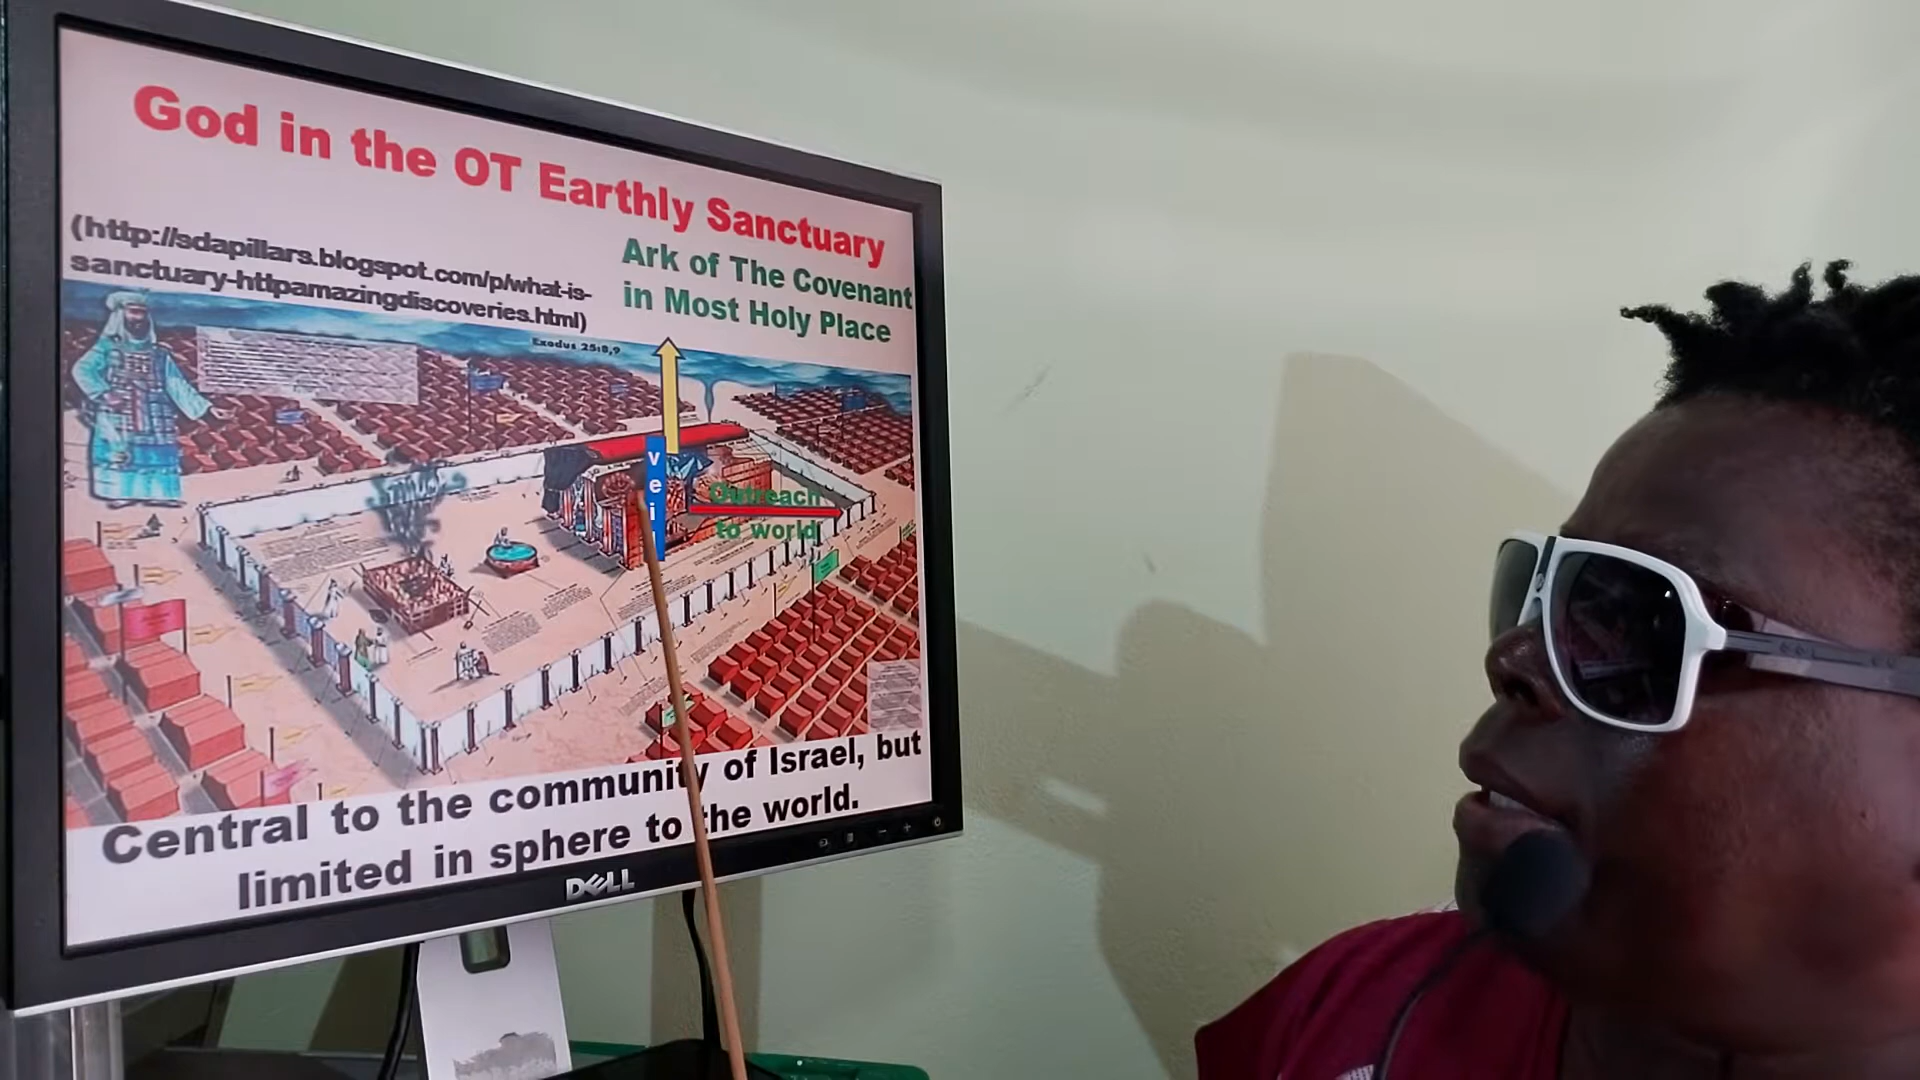 God in the OT Earthly Sanctuary
(http://sdapillars.blogspot.com/p/what-is-
sanctuary-httpamazingdiscoveries.html)
Ark of The Covenant
in Most Holy Place
Exodus 25:8,9
vei
Outreach
to world
Central to the community of Israel, but
limited in sphere to the world.
DELL